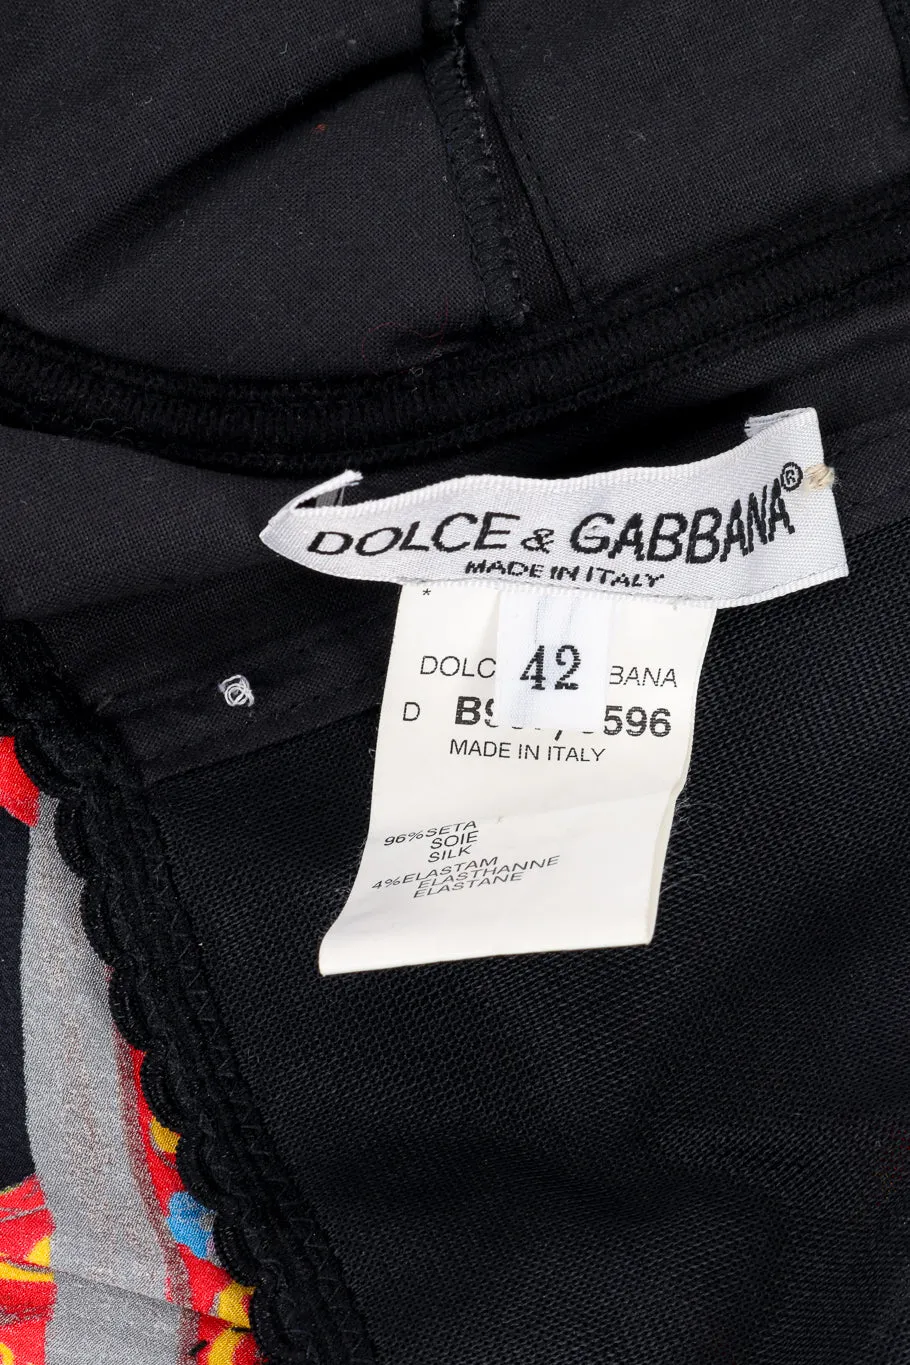 DOLCE & GABBANA®
MADE IN ITALY
*
42
D 596
MADE IN ITALY
96%SETA
SOIE
SILK
4%ELASTAM
ELASTHANNE
ELASTANE